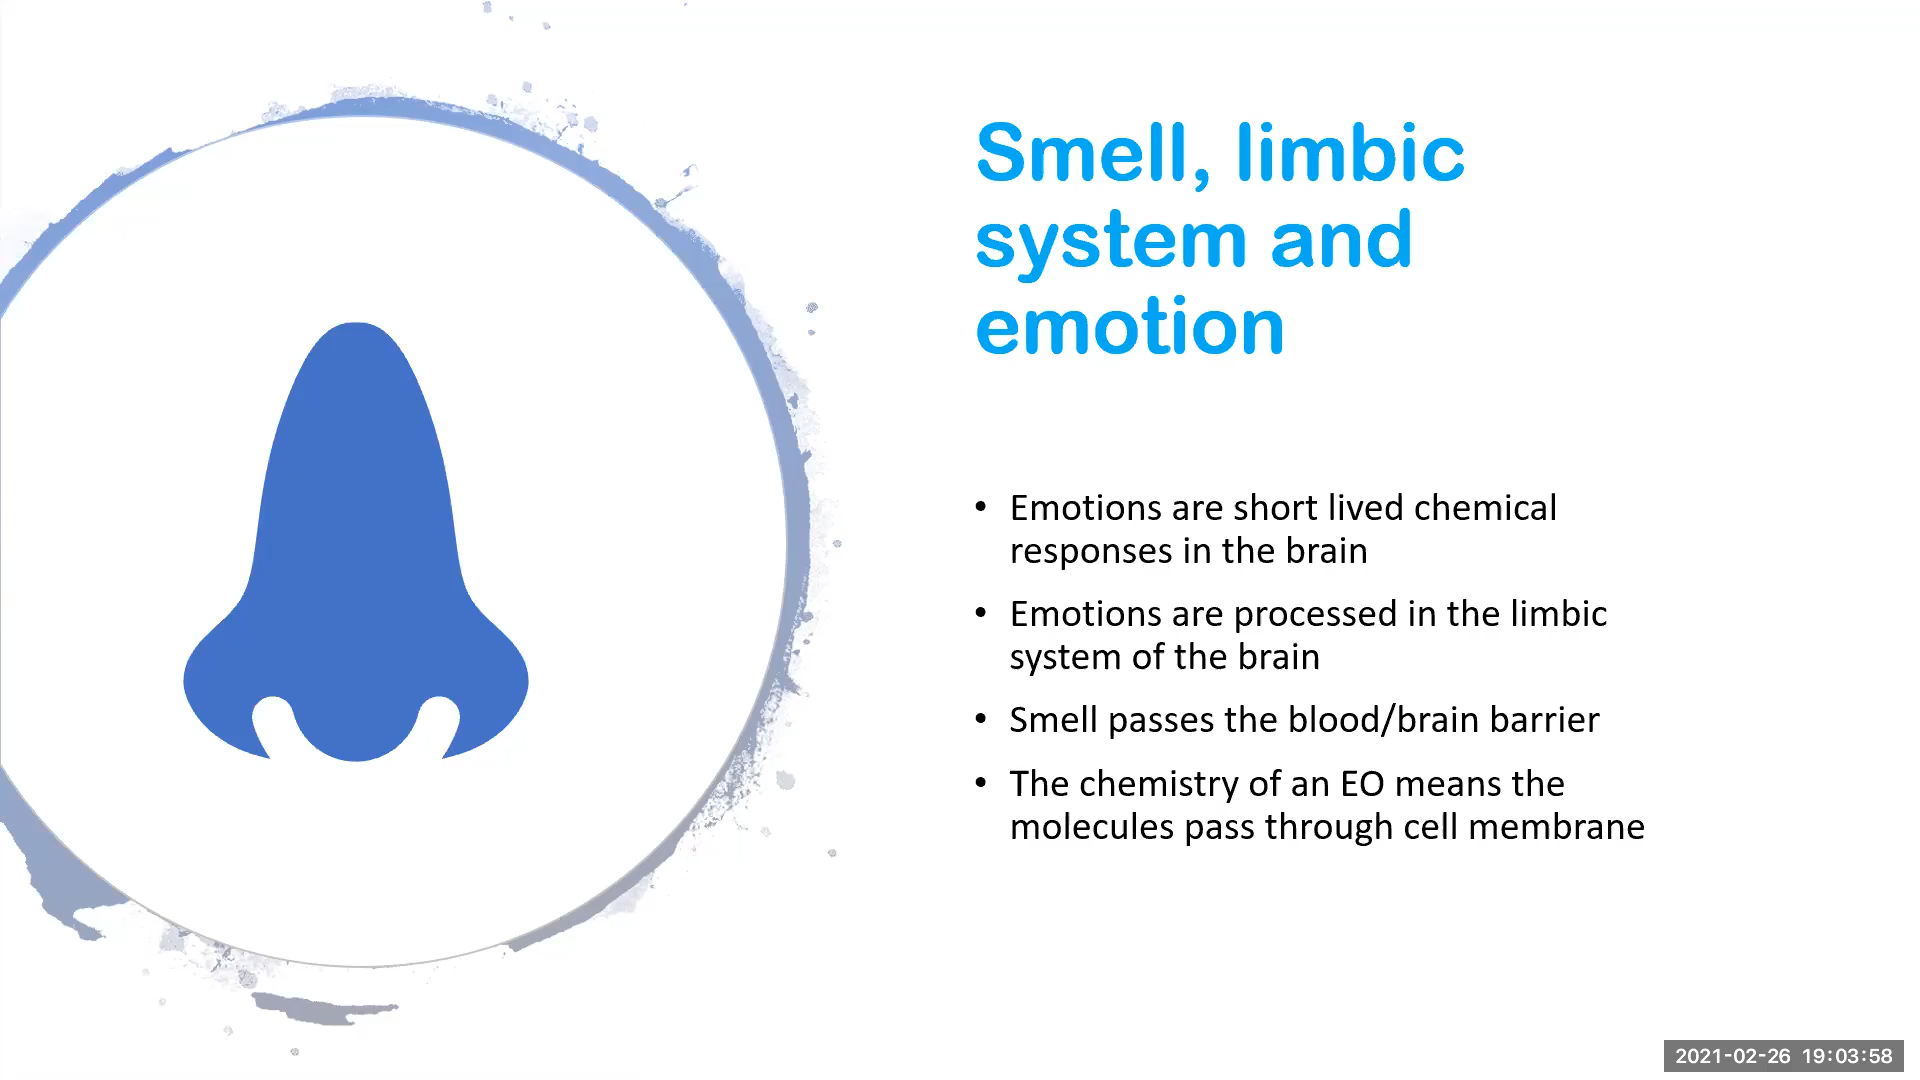 Smell, limbic
system and
emotion
• Emotions are short lived chemical
responses in the brain
• Emotions are processed in the limbic
system of the brain
• Smell passes the blood/brain barrier
• The chemistry of an EO means the
molecules pass through cell membrane
2021-02-26 19:03:58